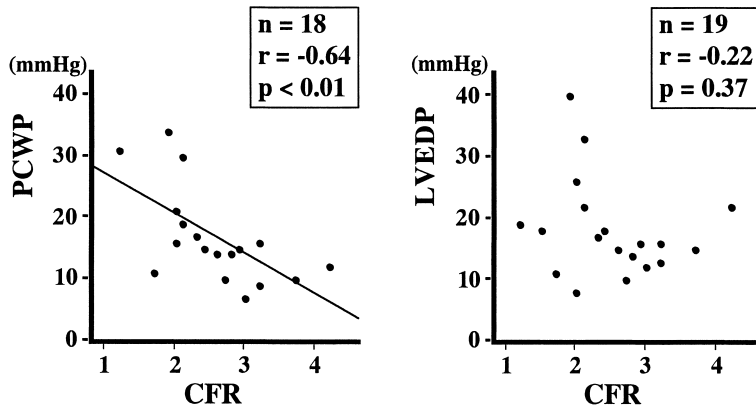 n = 18
r = -0.64
p < 0.01
(mmHg)
PCWP
40
30
20
10
0
1 2 3 4
CFR
n = 19
r = -0.22
p = 0.37
(mmHg)
LVEDP
40
30
20
10
0
1 2 3 4
CFR